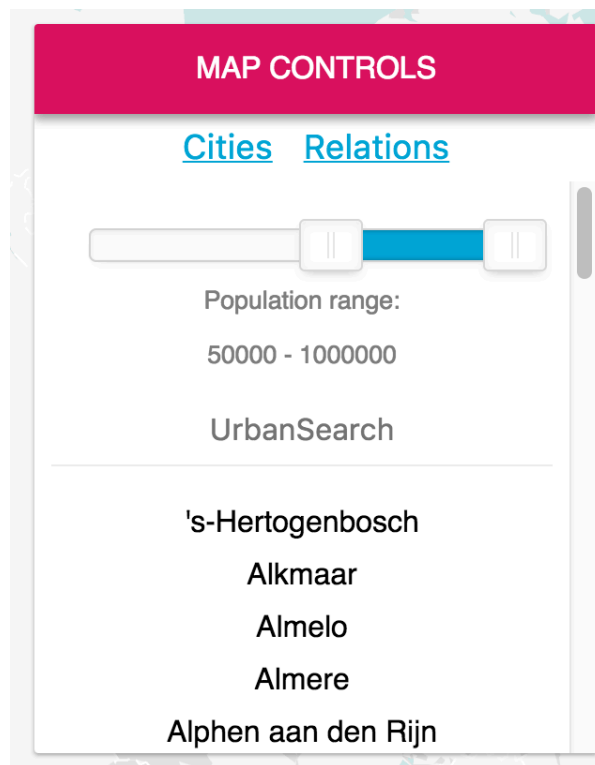 MAP CONTROLS
Cities Relations
Population range:
50000 - 1000000
UrbanSearch
's-Hertogenbosch
Alkmaar
Almelo
Almere
Alphen aan den Rijn